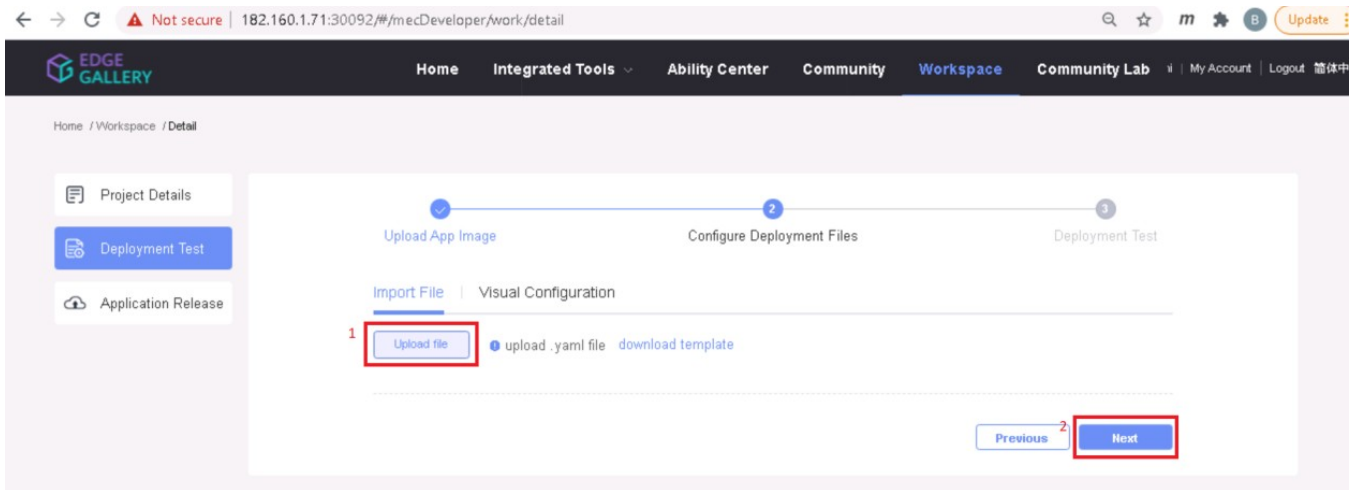 Not secure | 182.160.1.71:30092/#/mecDeveloper/work/detail
m
B
Update
EDGE
GALLERY
Home
Integrated Tools
Ability Center
Community
Workspace
Community Lab
My Account
Logout
简体中
Home / Workspace / Detail
Project Details
Deployment Test
Application Release
2
3
Upload App Image
Configure Deployment Files
Deployment Test
Import File
Visual Configuration
1
Upload file
upload .yaml file
download template
Previous
2
Next